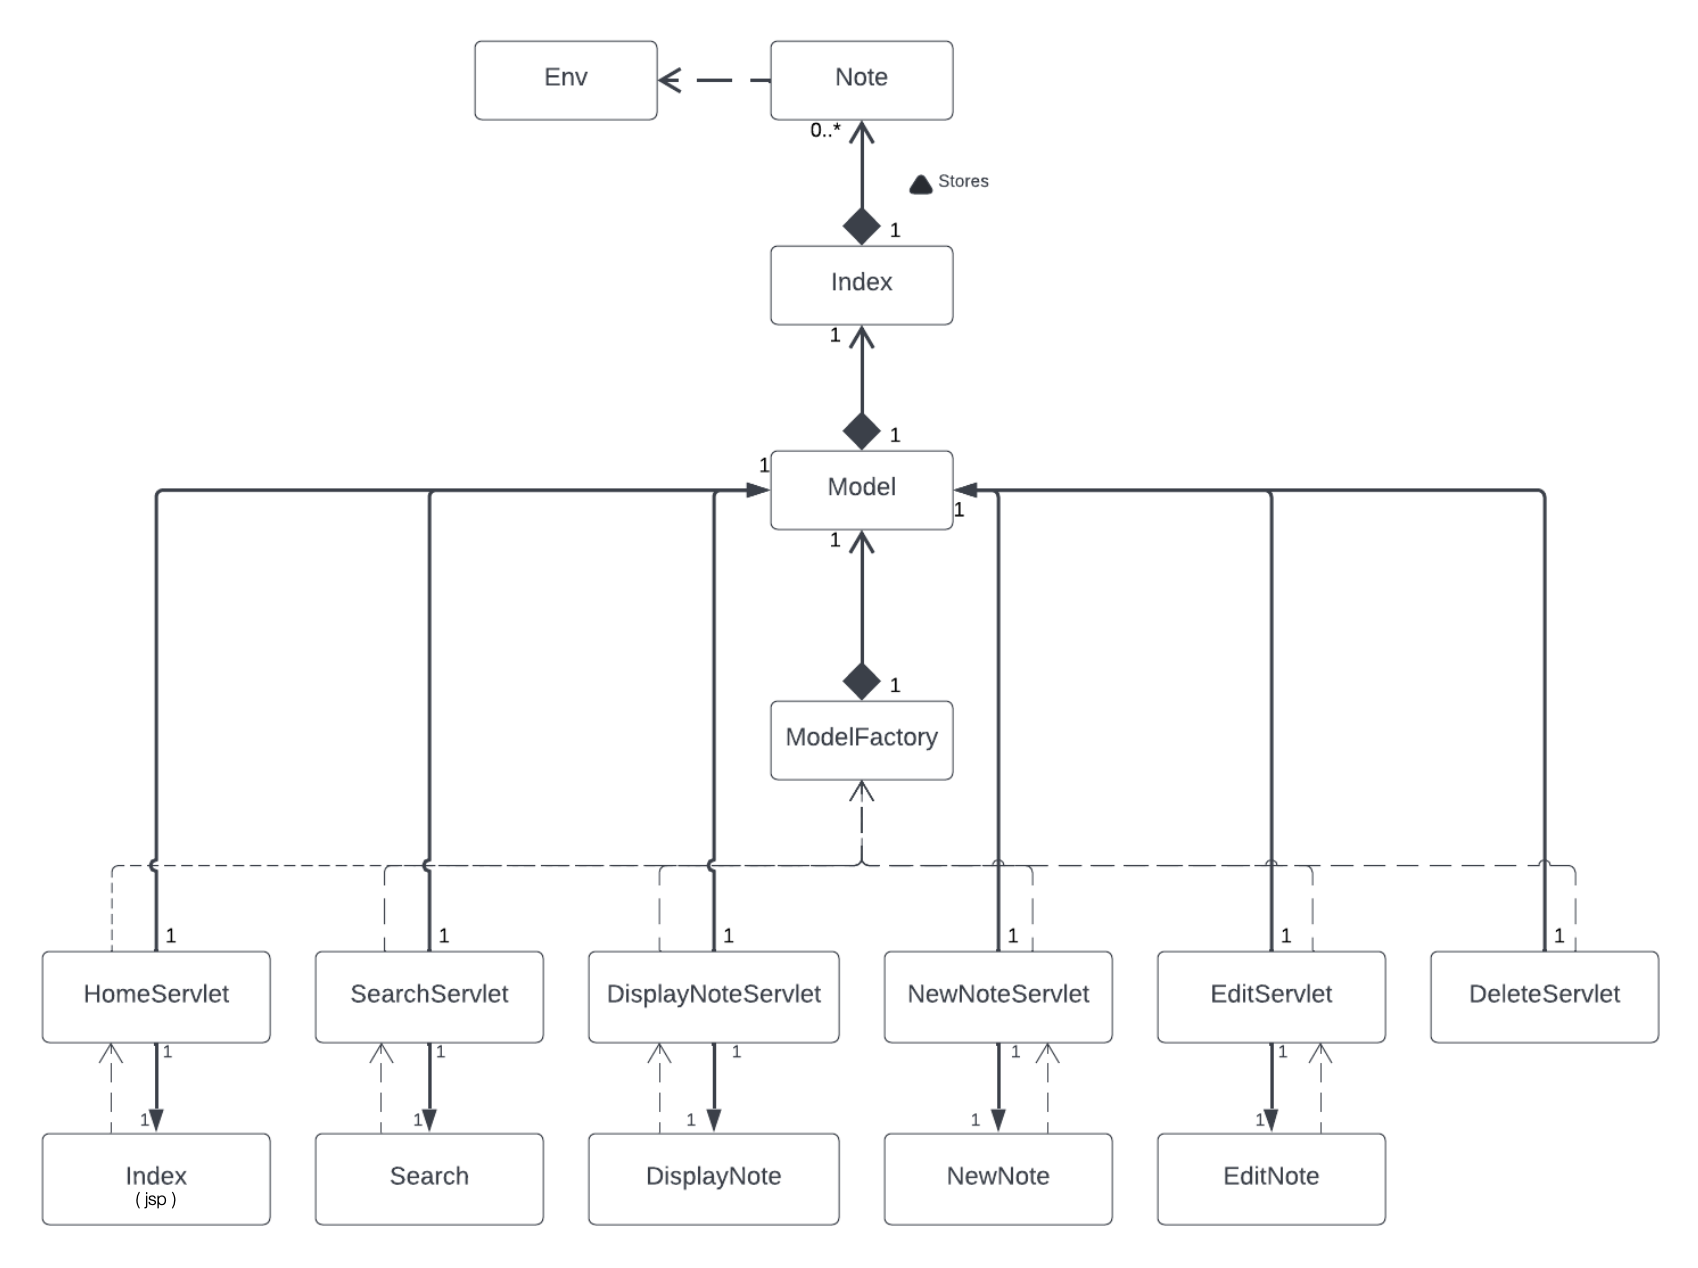 Env
Note
0..*
Stores
1
Index
1
1
1
Model
1
1
1
ModelFactory
1
1
1
1
1
1
HomeServlet
SearchServlet
DisplayNoteServlet
NewNoteServlet
EditServlet
DeleteServlet
1
1
1
1
1
1
1
1
1
1
Index
( jsp )
Search
DisplayNote
NewNote
EditNote